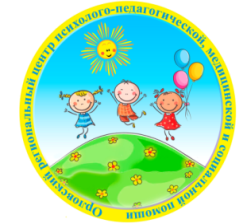 Орловский региональный центр психолого-педагогической, медицинской и социальной помощи